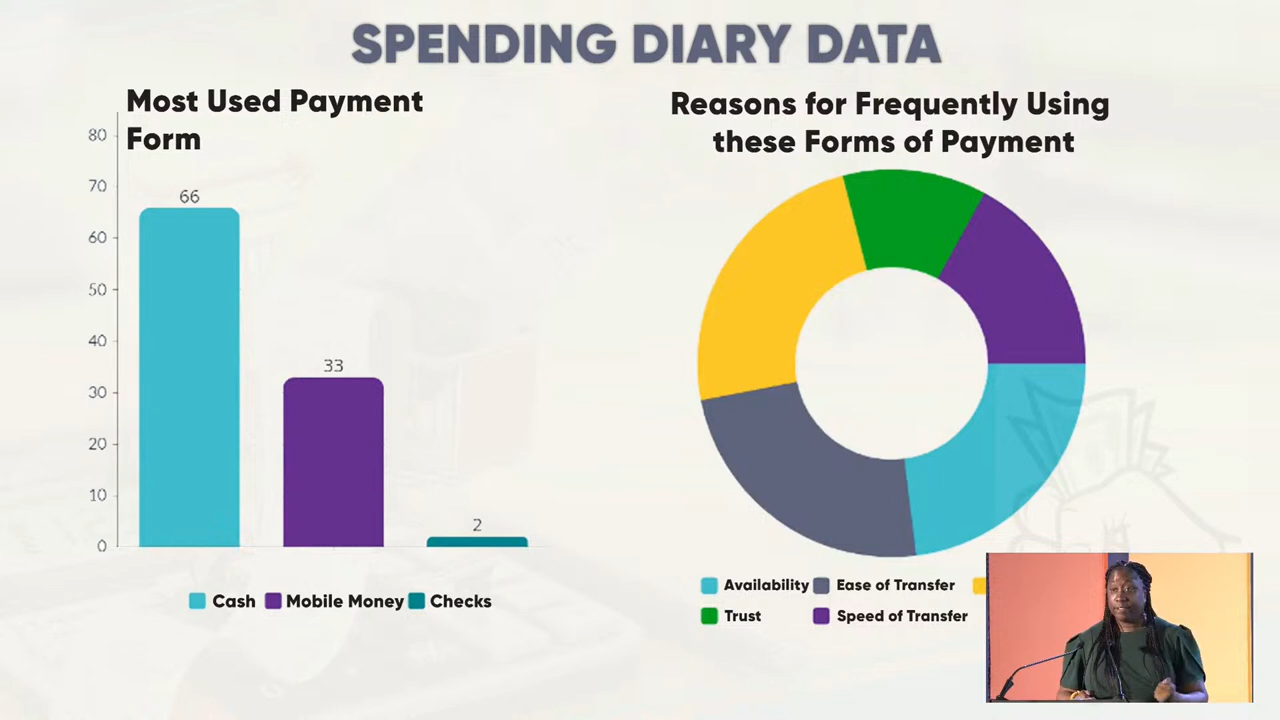 SPENDING DIARY DATA
Most Used Payment
Form
80
70
60
50
40
30
20
10
0
66
33
2
Cash Mobile Money Checks
Reasons for Frequently Using
these Forms of Payment
Availability Ease of Transfer
Trust Speed of Transfer